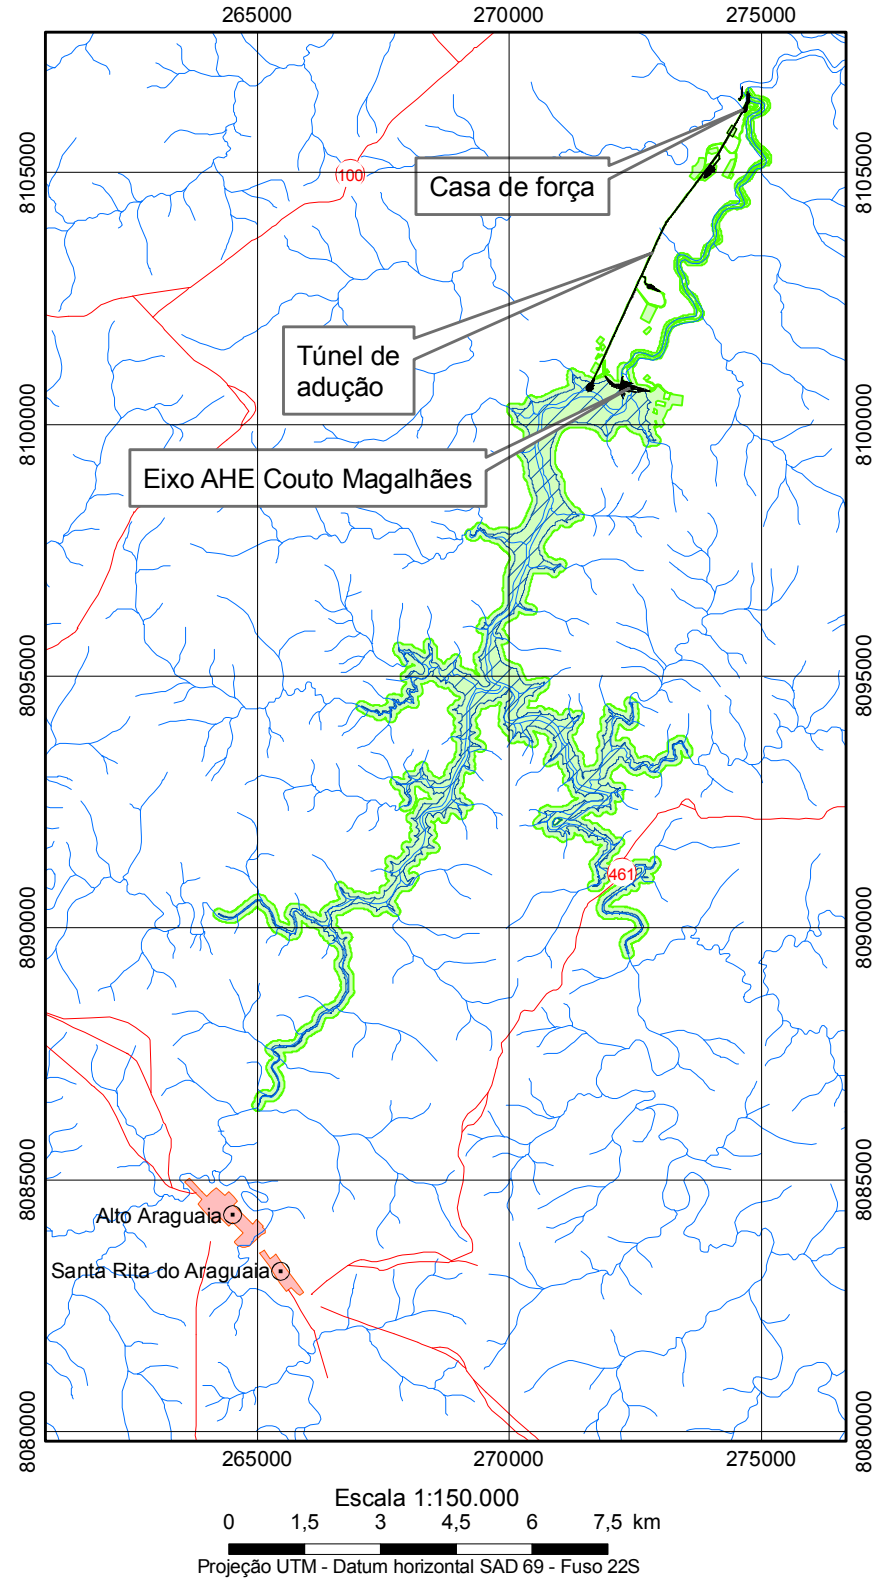 265000
270000
275000
8105000
8105000
100
Casa de força
Túnel de
adução
8100000
8100000
Eixo AHE Couto Magalhães
8095000
8095000
461
8090000
8090000
8085000
8085000
Alto Araguaia
Santa Rita do Araguaia
8080000
8080000
265000
270000
275000
Escala 1:150.000
0 1,5 3 4,5 6 7,5 km
Projeção UTM - Datum horizontal SAD 69 - Fuso 22S